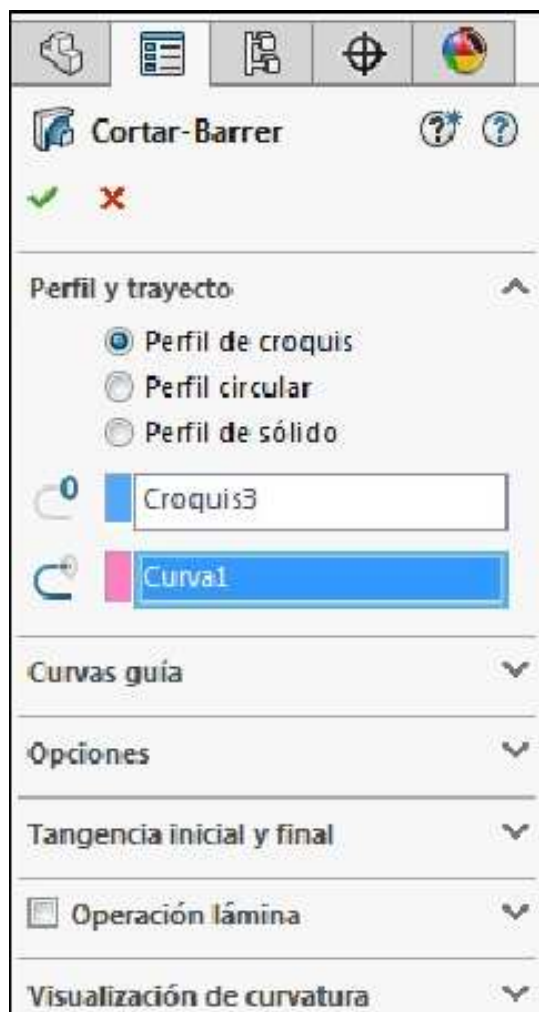 Cortar-Barrer
Perfil y trayecto
Perfil de croquis
Perfil circular
Perfil de sólido
Croquis3
Curva1
Curvas guía
Opciones
Tangencia inicial y final
Operación lámina
Visualización de curvatura